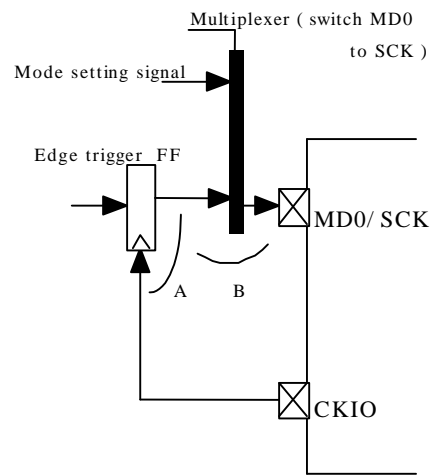 Multiplexer ( switch MD0
to SCK )
Mode setting signal
Edge trigger FF
MD0/ SCK
A
B
CKIO